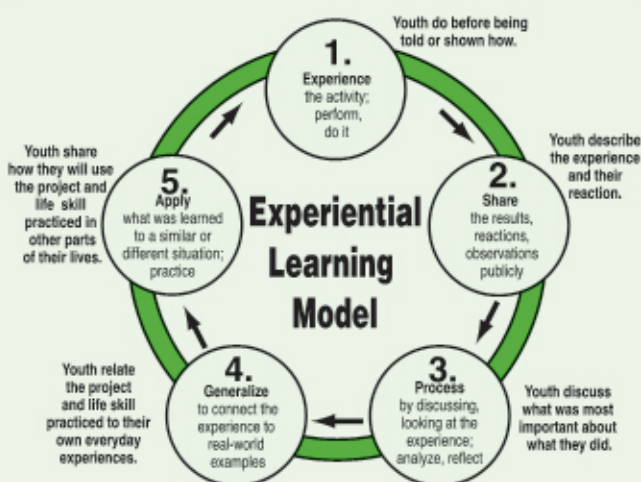 Youth do before being
told or shown how.
1.
Experience
the activity;
perform,
do it
Youth describe
the experience
and their
reaction.
2.
Share
the results,
reactions,
observations
publicly
Experiential
Learning
Model
3.
Process
by discussing,
looking at the
experience;
analyze, reflect
Youth discuss
what was most
important about
what they did.
4.
Generalize
to connect the
experience to
real-world
examples
Youth relate
the project
and life skill
practiced to their
own everyday
experiences.
5.
Apply
what was learned
to a similar or
different situation;
practice
Youth share
how they will use
the project and
life skill
practiced in
other parts
of their lives.